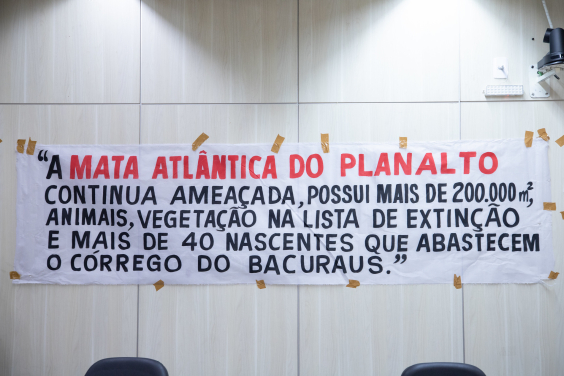 “A MATA ATLÂNTICA DO PLANALTO
CONTINUA AMEAÇADA, POSSUI MAIS DE 200.000 m²,
ANIMAIS, VEGETAÇÃO NA LISTA DE EXTINÇÃO
E MAIS DE 40 NASCENTES QUE ABASTECEM
O CÓRREGO DO BACURAUS.”